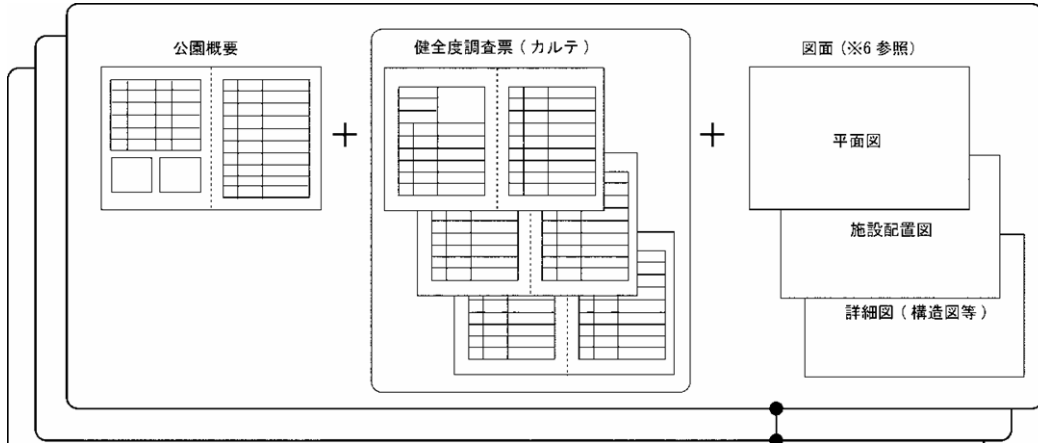 公園概要
健全度調査票(カルテ)
図面(※6 参照)
+
+
平面図
施設配置図
詳細図(構造図等)